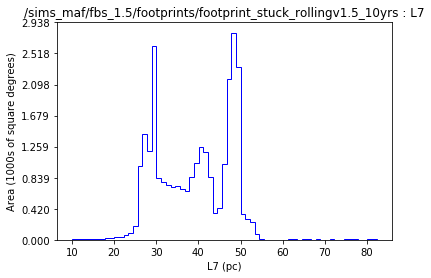 /sims_maf/fbs_1.5/footprints/footprint_stuck_rollingv1.5_10yrs : L7
2.938
2.518
2.098
1.679
1.259
0.839
0.420
0.000
Area (1000s of square degrees)
10 20 30 40 50 60 70 80
L7 (pc)